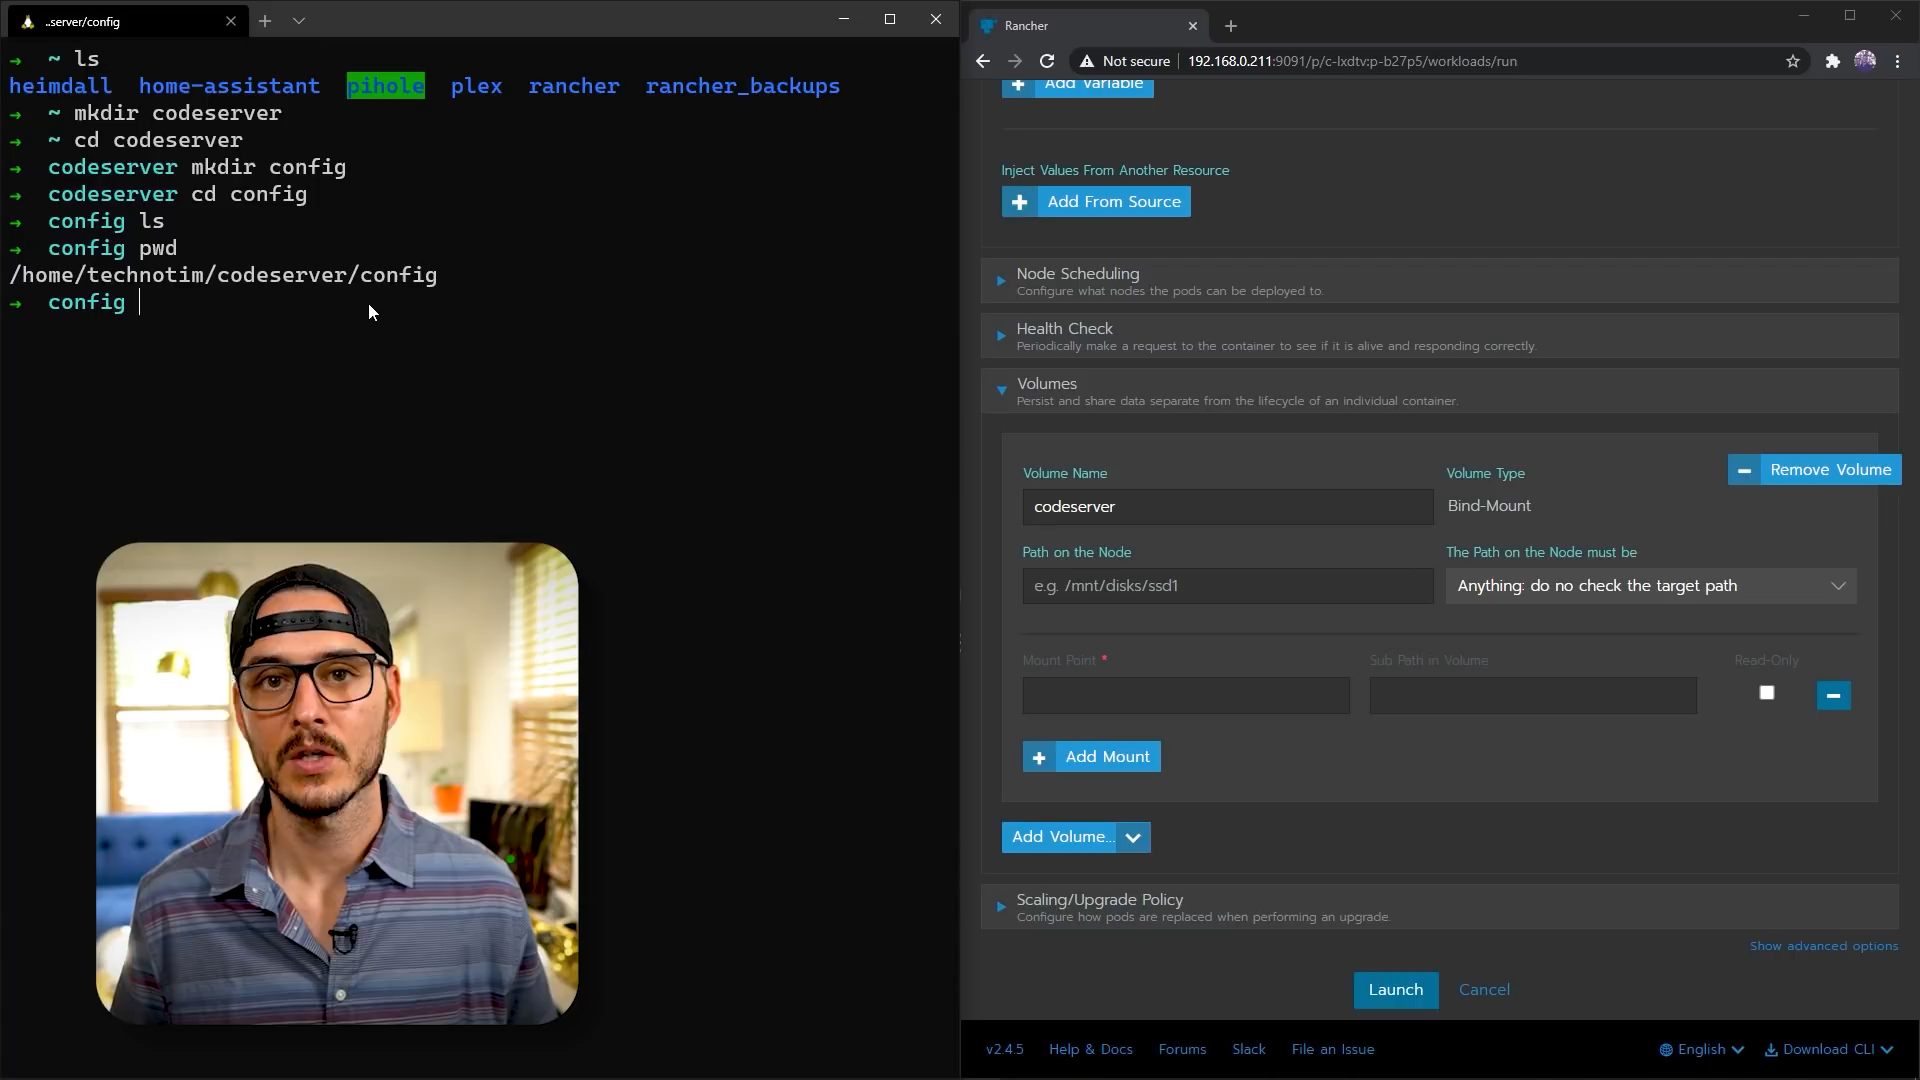 ..server/config
→ ~ ls
heimdall home-assistant pihole plex rancher rancher_backups
→ ~ mkdir codeserver
→ ~ cd codeserver
→ codeserver mkdir config
→ codeserver cd config
→ config ls
→ config pwd
/home/technotim/codeserver/config
→ config
Rancher
Not secure 192.168.0.211:9091/p/c-lxdtv:p-b27p5/workloads/run
Add Variable
Inject Values From Another Resource
Add From Source
Node Scheduling
Configure what nodes the pods can be deployed to.
Health Check
Periodically make a request to the container to see if it is alive and responding correctly.
Volumes
Persist and share data separate from the lifecycle of an individual container.
Volume Name
Volume Type
Remove Volume
codeserver
Bind-Mount
Path on the Node
The Path on the Node must be
e.g. /mnt/disks/ssd1
Anything: do no check the target path
Mount Point *
Sub Path in Volume
Read-Only
Add Mount
Add Volume...
Scaling/Upgrade Policy
Configure how pods are replaced when performing an upgrade.
Show advanced options
Launch
Cancel
v2.4.5 Help & Docs Forums Slack File an Issue English Download CLI